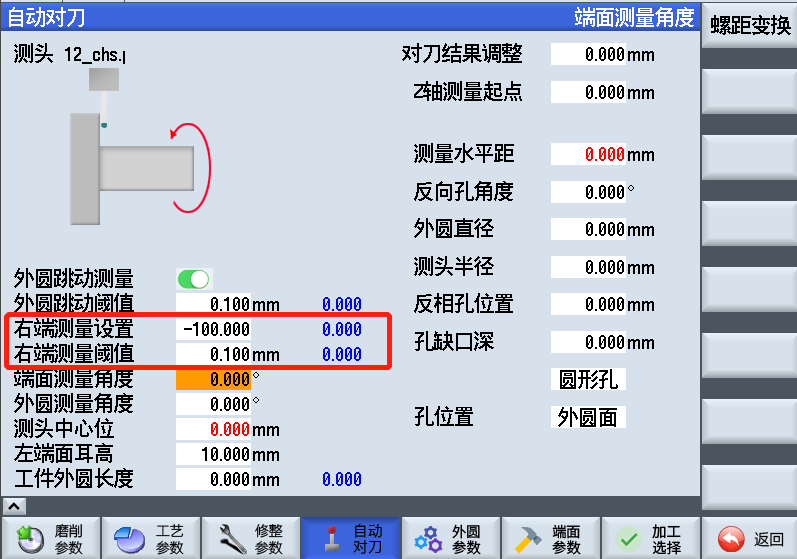 自动对刀 端面测量角度
螺距变换
测头 12_chs.
外圆跳动测量
外圆跳动阈值 0.100 mm 0.000
右端测量设置 -100.000 0.000
右端测量阈值 0.100 mm 0.000
端面测量角度 0.000 °
外圆测量角度 0.000 °
测头中心位 0.000 mm
左端面耳高 10.000 mm
工件外圆长度 0.000 mm 0.000
对刀结果调整 0.000 mm
Z轴测量起点 0.000 mm
测量水平距 0.000 mm
反向孔角度 0.000 °
外圆直径 0.000 mm
测头半径 0.000 mm
反相孔位置 0.000 mm
孔缺口深 0.000 mm
圆形孔
孔位置 外圆面
磨削
参数
工艺
参数
修整
参数
自动
对刀
外圆
参数
端面
参数
加工
选择
返回